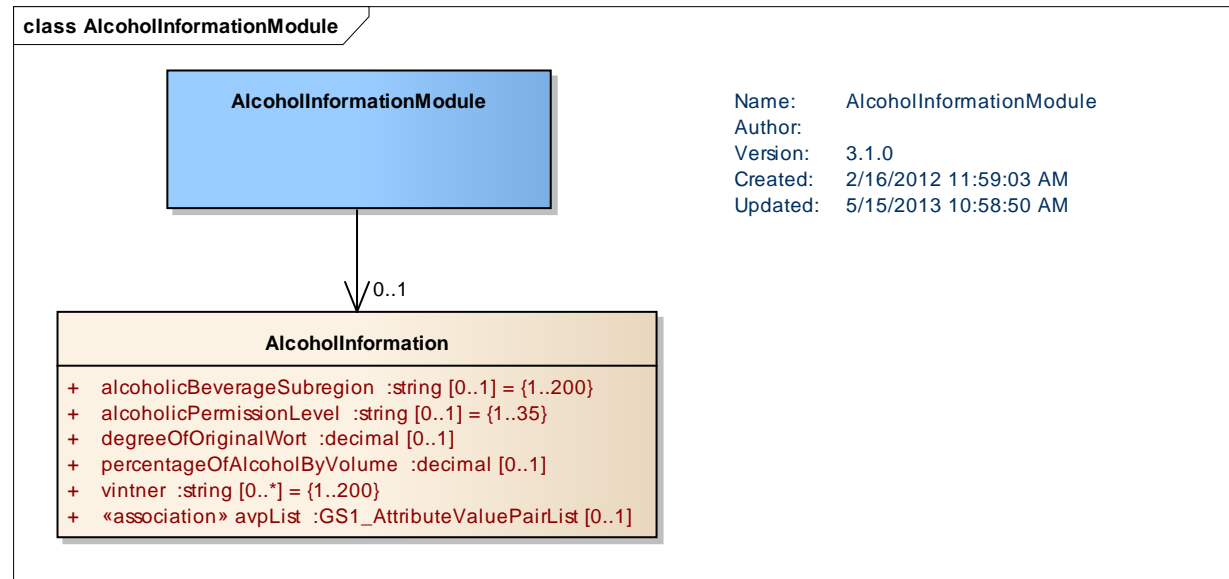 class AlcoholInformationModule
AlcoholInformationModule
Name: AlcoholInformationModule
Author:
Version: 3.1.0
Created: 2/16/2012 11:59:03 AM
Updated: 5/15/2013 10:58:50 AM
0..1
AlcoholInformation
+ alcoholicBeverageSubregion :string [0..1] = {1..200}
+ alcoholicPermissionLevel :string [0..1] = {1..35}
+ degreeOfOriginalWort :decimal [0..1]
+ percentageOfAlcoholByVolume :decimal [0..1]
+ vintner :string [0..*] = {1..200}
+ «association» avpList :GS1_AttributeValuePairList [0..1]